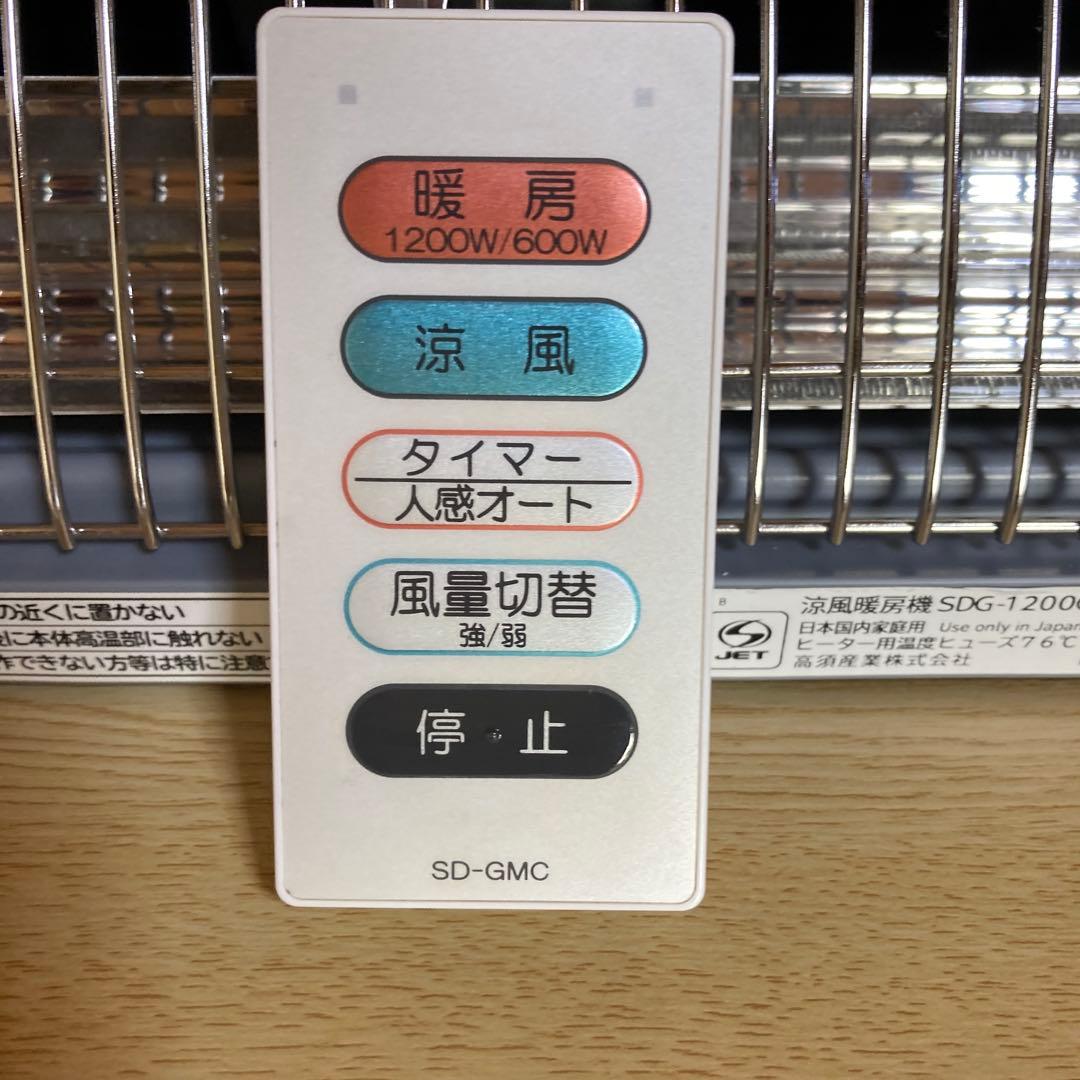 暖 房
1200W/600W
涼 風
タイマー
人感オート
風量切替
強/弱
停 止
SD-GMC
の近くに置かない
に本体高温部に触れない
作できない方等は特に注意
B
JET
涼風暖房機 SDG-1200
日本国内家庭用 Use only in Japan
ヒーター用温度ヒューズ76℃
高須産業株式会社